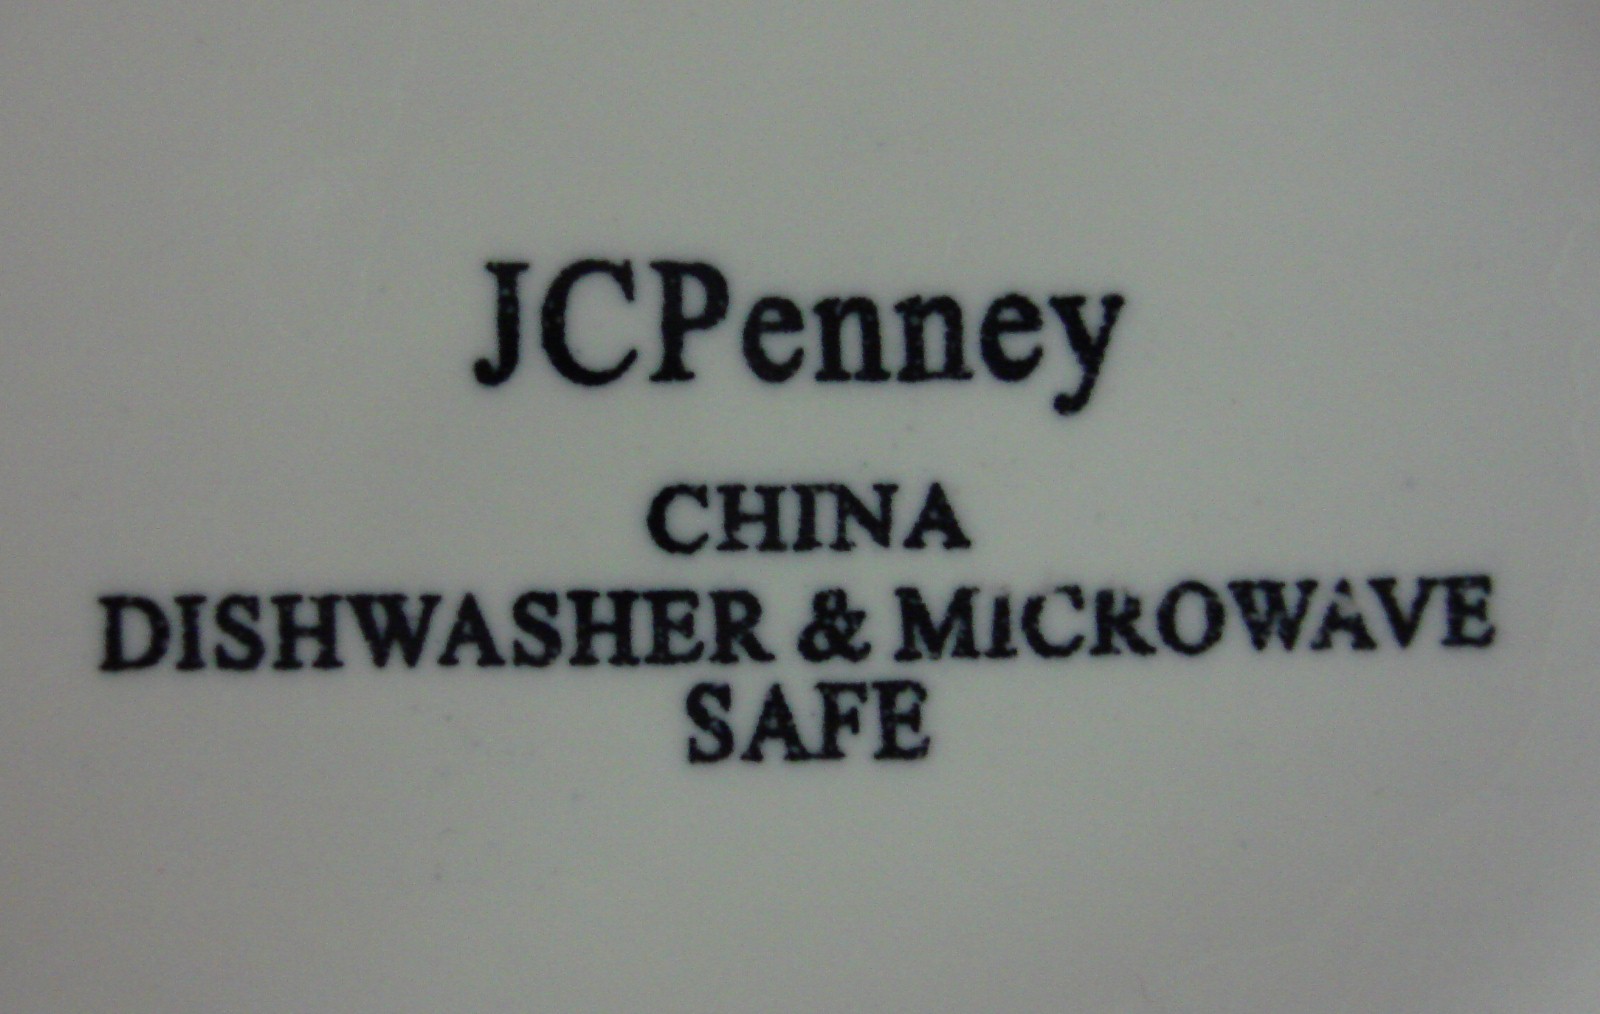 JCPenney
CHINA
DISHWASHER & MICROWAVE
SAFE